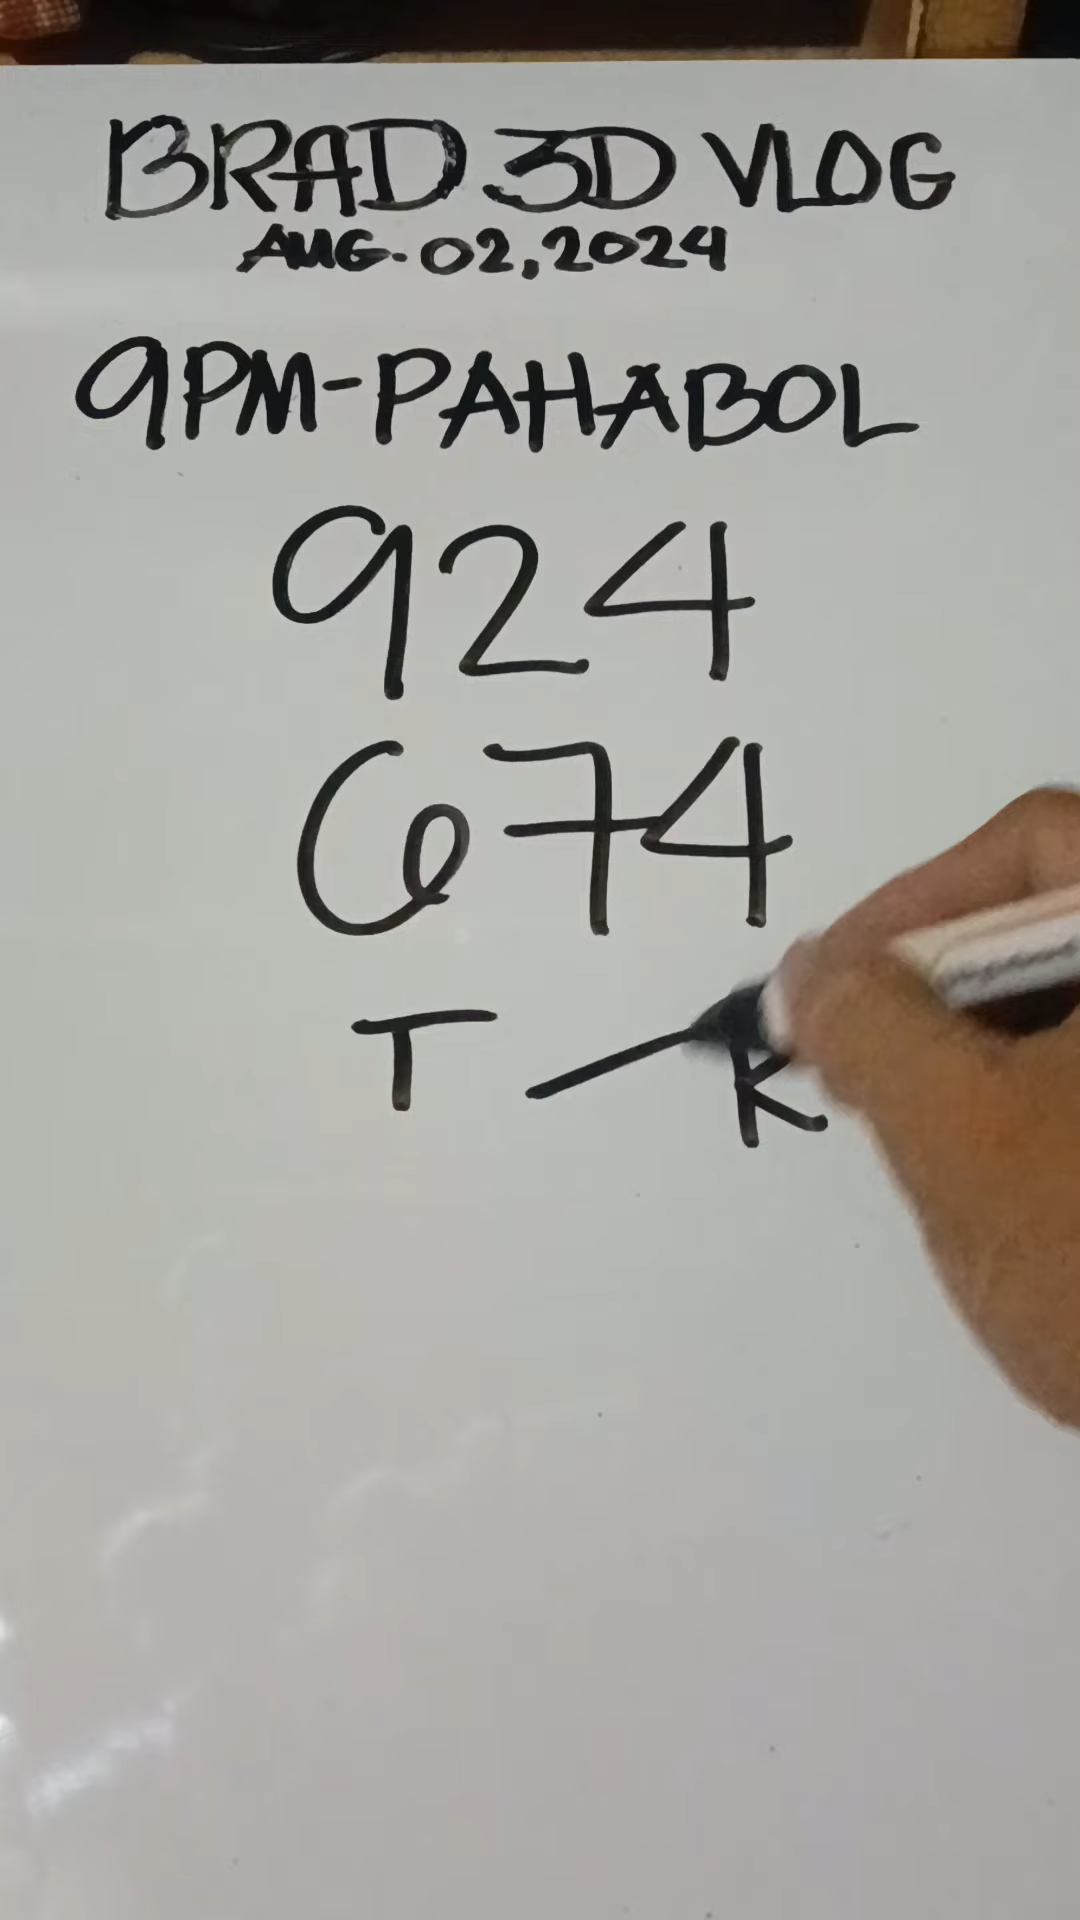 BRAD 3D VLOG
AUG. 02, 2024
9PM-PAHABOL
924
674
T / R